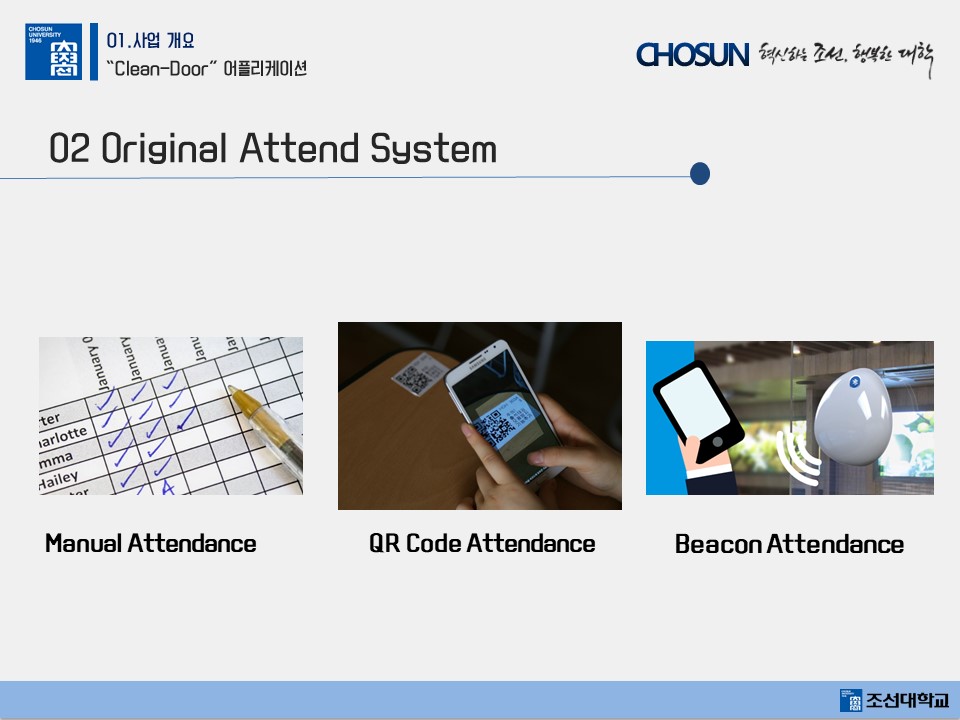 CHOSUN
UNIVERSITY
1946
01.사업 개요
“Clean-Door” 어플리케이션
CHOSUN 혁신하는 조선, 행복한 대학
02 Original Attend System
January
January
ter
arlotte
mma
Hailey
A
Manual Attendance
QR Code Attendance
Beacon Attendance
조선대학교